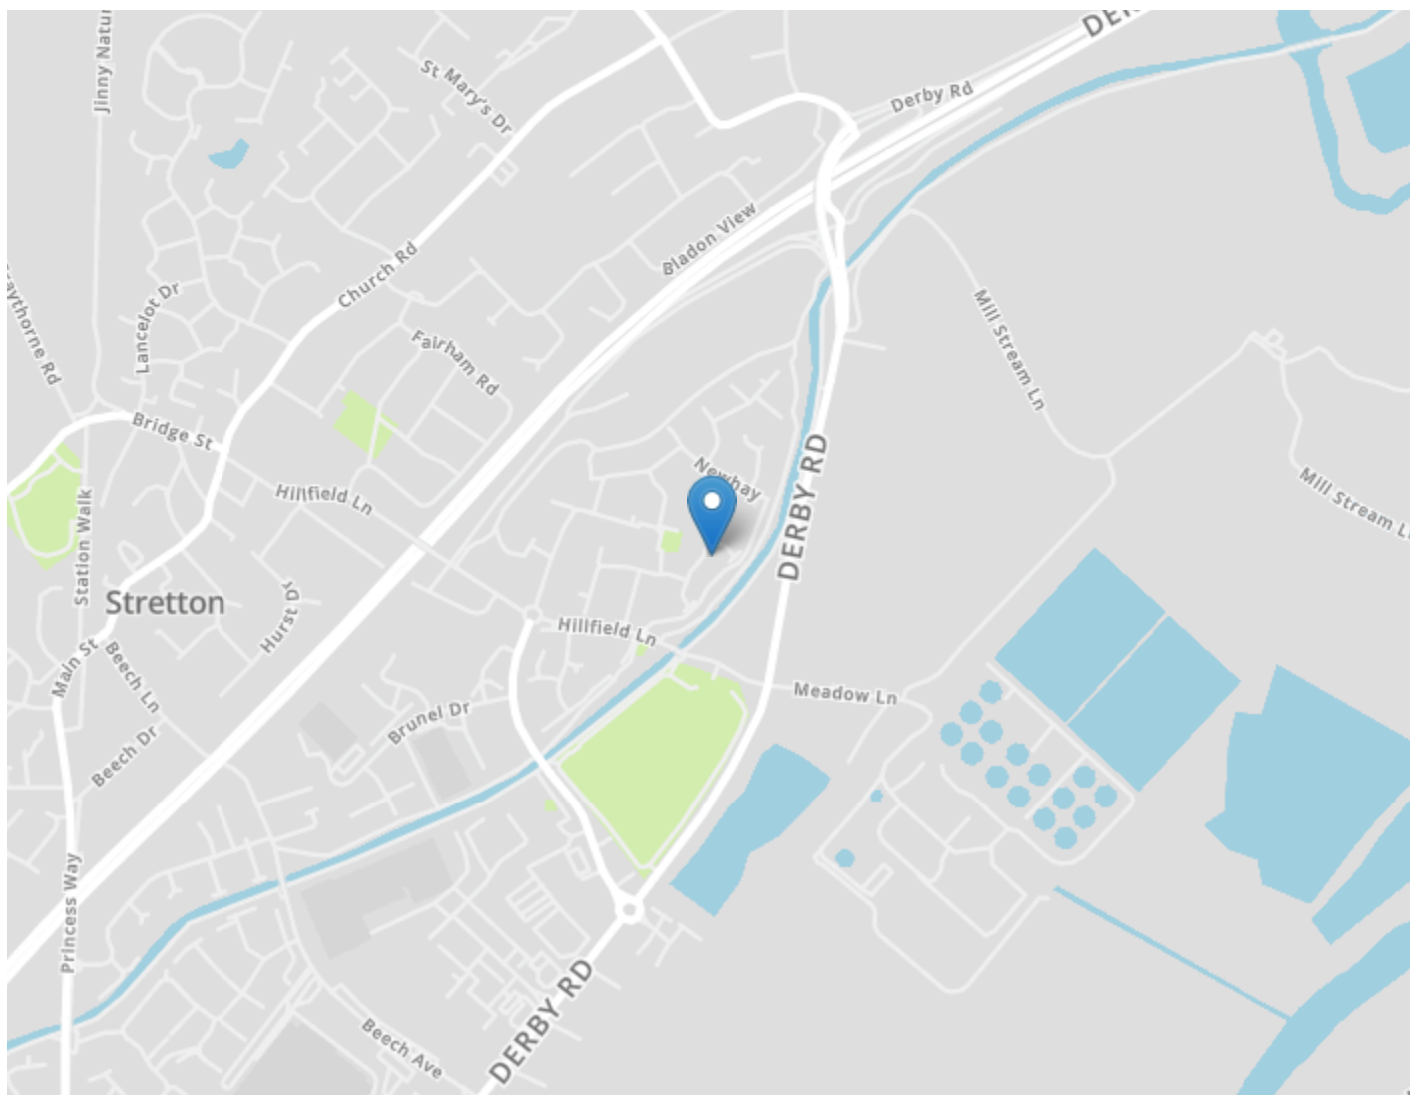 Jinny Natur
St Mary's Dr
Derby Rd
Bladon View
Church Rd
Lancelot Dr
Fairham Rd
Mill Stream Ln
Bridge St
Newhay
DERBY RD
Hillfield Ln
Station Walk
Mill Stream L
Stretton
Hurst Dr
Hillfield Ln
Main St
Beech Ln
Meadow Ln
Brunel Dr
Beech Dr
Princess Way
DERBY RD
Beech Ave